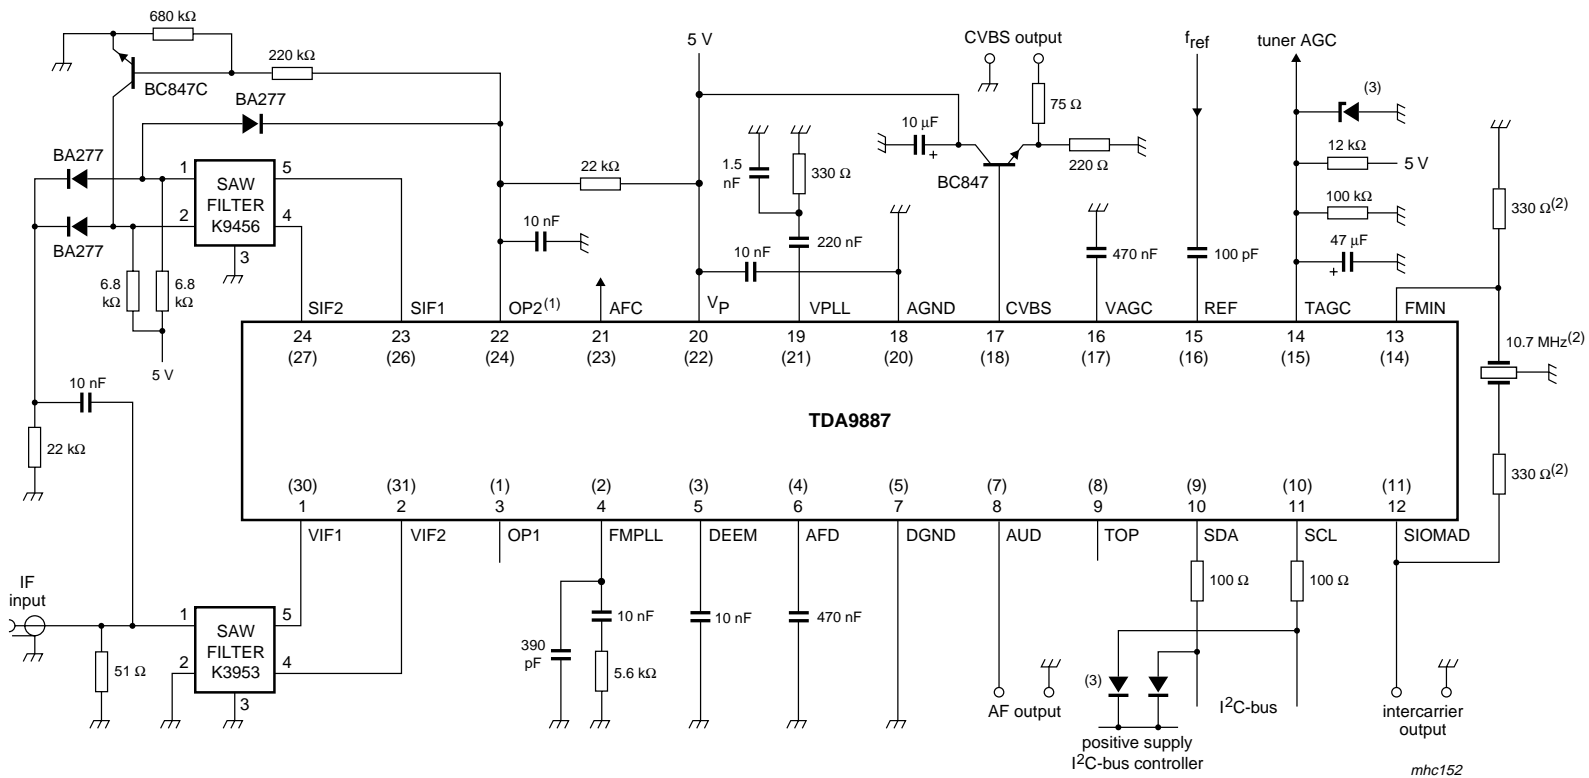 680 kΩ
220 kΩ
BC847C
BA277
BA277
BA277
1
5
2
4
3
SAW
FILTER
K9456
6.8
kΩ
6.8
kΩ
5 V
10 nF
22 kΩ
22 kΩ
10 nF
5 V
10 nF
1.5
nF
330 Ω
220 nF
10 µF
+
BC847
CVBS output
75 Ω
220 Ω
470 nF
fref
100 pF
tuner AGC
(3)
12 kΩ
5 V
100 kΩ
47 µF
+
330 Ω(2)
10.7 MHz(2)
330 Ω(2)
SIF2
SIF1
OP2(1)
AFC
VP
VPLL
AGND
CVBS
VAGC
REF
TAGC
FMIN
24
23
22
21
20
19
18
17
16
15
14
13
(27)
(26)
(24)
(23)
(22)
(21)
(20)
(18)
(17)
(16)
(15)
(14)
TDA9887
(30)
(31)
(1)
(2)
(3)
(4)
(5)
(7)
(8)
(9)
(10)
(11)
1
2
3
4
5
6
7
8
9
10
11
12
VIF1
VIF2
OP1
FMPLL
DEEM
AFD
DGND
AUD
TOP
SDA
SCL
SIOMAD
IF
input
51 Ω
1
5
2
4
3
SAW
FILTER
K3953
390
pF
10 nF
5.6 kΩ
10 nF
470 nF
AF output
100 Ω
100 Ω
(3)
I2C-bus
positive supply
I2C-bus controller
intercarrier
output
mhc152